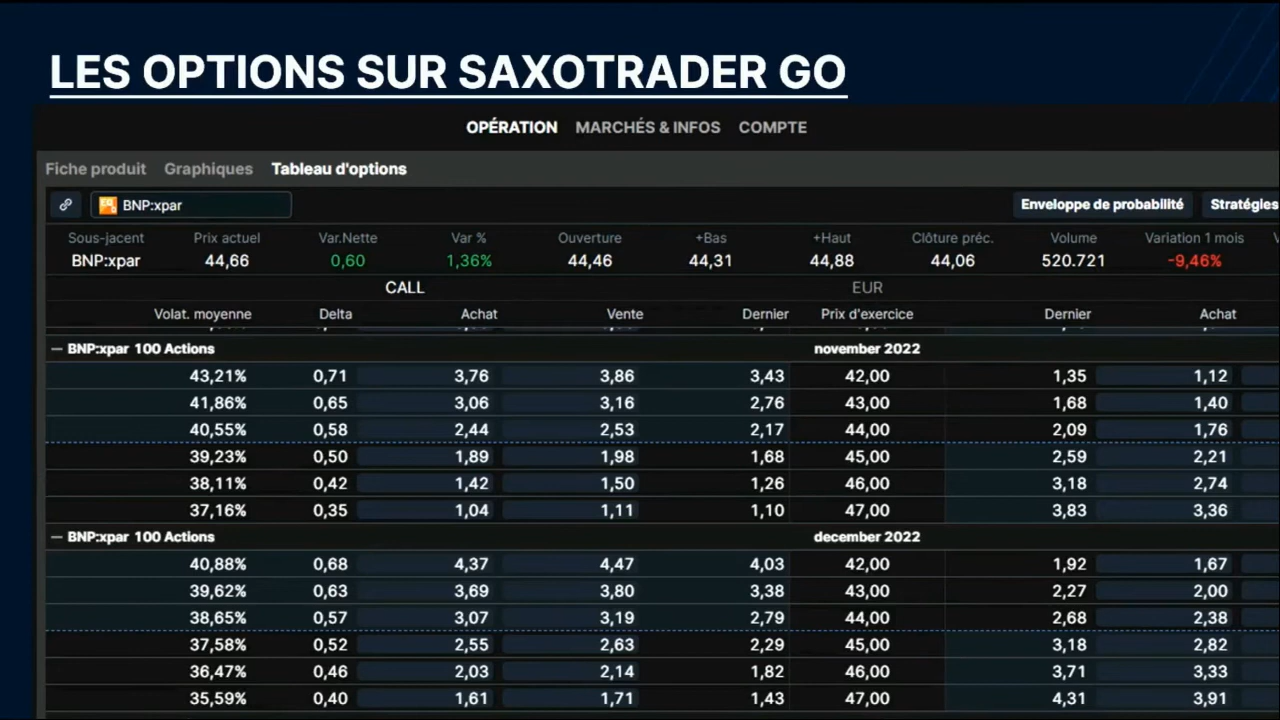 LES OPTIONS SUR SAXOTRADER GO
OPÉRATION MARCHÉS & INFOS COMPTE
Fiche produit Graphiques Tableau d'options
BNP:xpar Enveloppe de probabilité Stratégies
Sous-jacent Prix actuel Var.Nette Var % Ouverture +Bas +Haut Clôture préc. Volume Variation 1 mois
BNP:xpar 44,66 0,60 1,36% 44,46 44,31 44,88 44,06 520.721 -9,46%
CALL EUR
Volat. moyenne Delta Achat Vente Dernier Prix d'exercice Dernier Achat
— BNP:xpar 100 Actions november 2022
43,21% 0,71 3,76 3,86 3,43 42,00 1,35 1,12
41,86% 0,65 3,06 3,16 2,76 43,00 1,68 1,40
40,55% 0,58 2,44 2,53 2,17 44,00 2,09 1,76
39,23% 0,50 1,89 1,98 1,68 45,00 2,59 2,21
38,11% 0,42 1,42 1,50 1,26 46,00 3,18 2,74
37,16% 0,35 1,04 1,11 1,10 47,00 3,83 3,36
— BNP:xpar 100 Actions december 2022
40,88% 0,68 4,37 4,47 4,03 42,00 1,92 1,67
39,62% 0,63 3,69 3,80 3,38 43,00 2,27 2,00
38,65% 0,57 3,07 3,19 2,79 44,00 2,68 2,38
37,58% 0,52 2,55 2,63 2,29 45,00 3,18 2,82
36,47% 0,46 2,03 2,14 1,82 46,00 3,71 3,33
35,59% 0,40 1,61 1,71 1,43 47,00 4,31 3,91